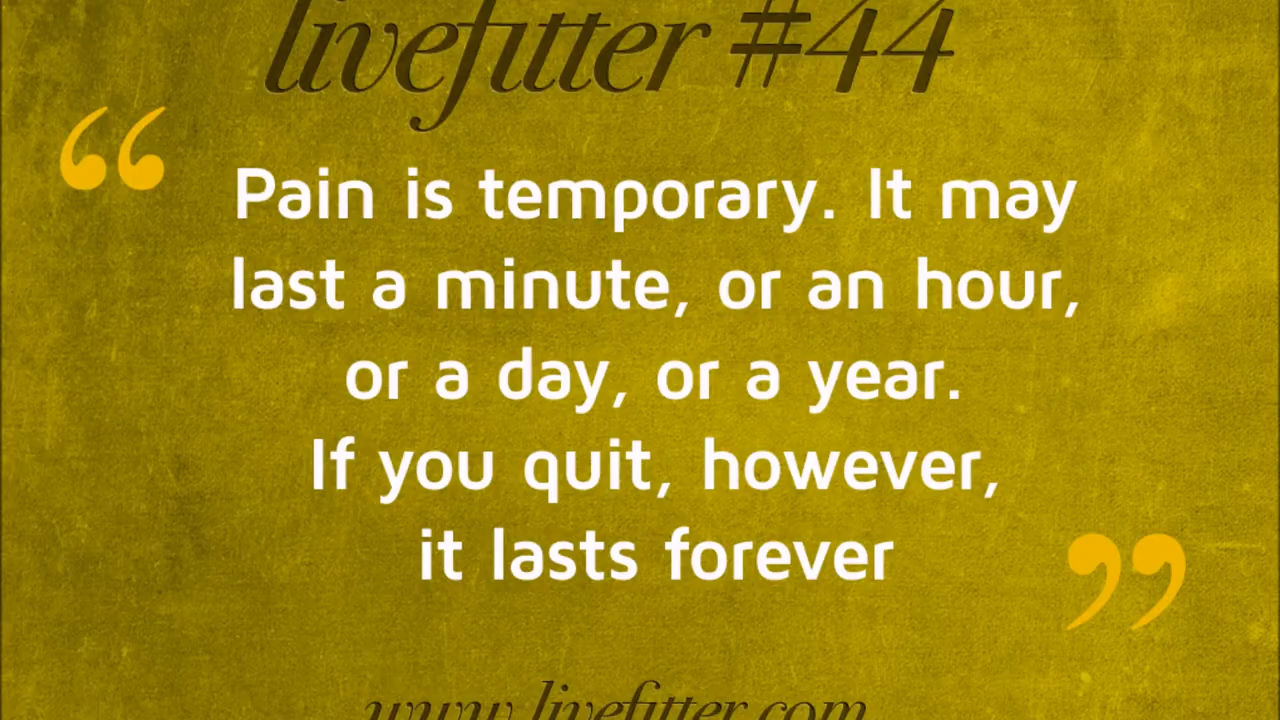 livefitter #44
“
Pain is temporary. It may
last a minute, or an hour,
or a day, or a year.
If you quit, however,
it lasts forever
”
www.livefitter.com